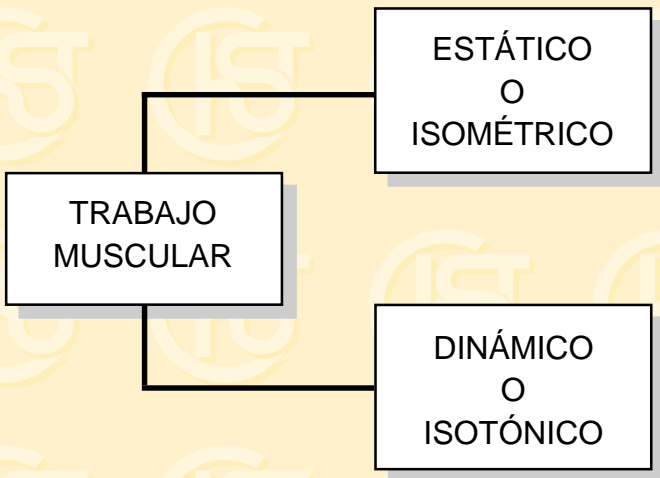 ESTÁTICO
O
ISOMÉTRICO
TRABAJO
MUSCULAR
DINÁMICO
O
ISOTÓNICO